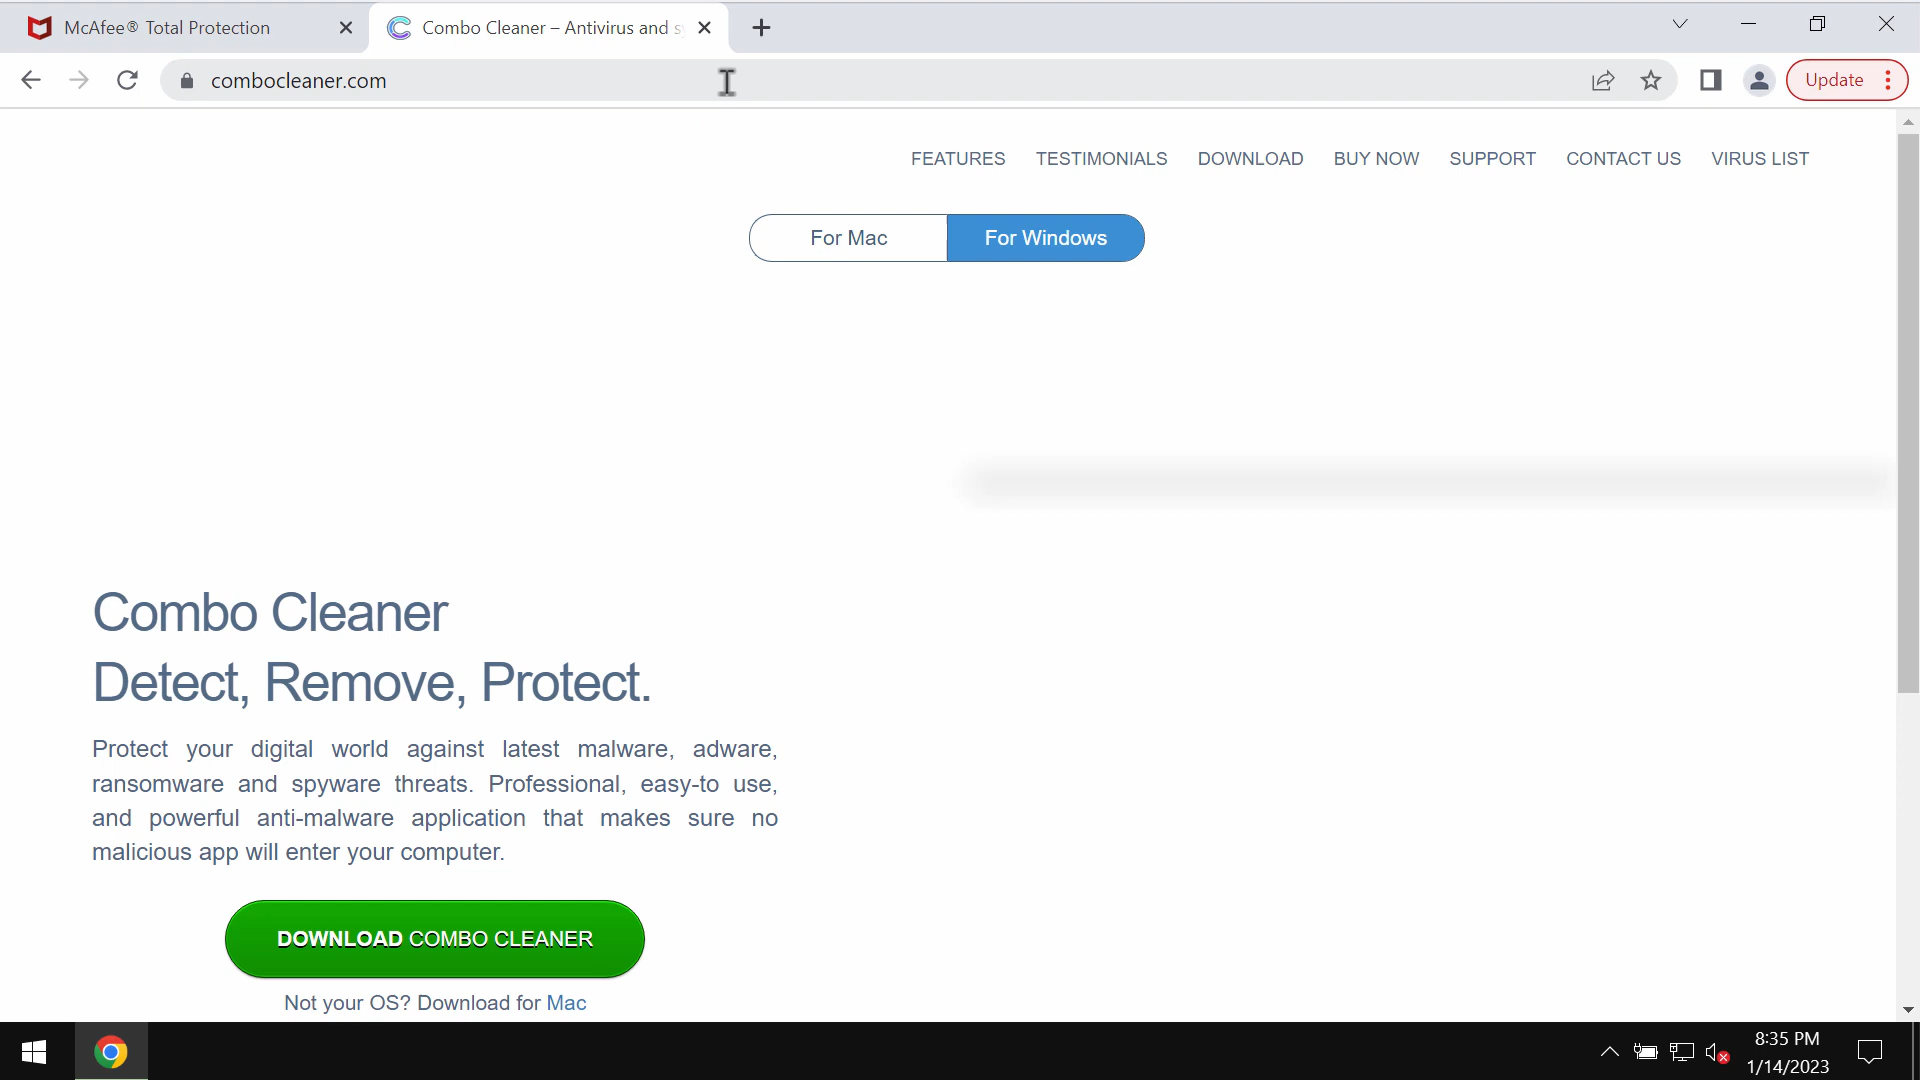 McAfee® Total Protection
Combo Cleaner – Antivirus and
combocleaner.com
Update
FEATURES TESTIMONIALS DOWNLOAD BUY NOW SUPPORT CONTACT US VIRUS LIST
For Mac For Windows
Combo Cleaner
Detect, Remove, Protect.
Protect your digital world against latest malware, adware,
ransomware and spyware threats. Professional, easy-to use,
and powerful anti-malware application that makes sure no
malicious app will enter your computer.
DOWNLOAD COMBO CLEANER
Not your OS? Download for Mac
8:35 PM
1/14/2023